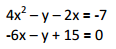 4x² – y – 2x = -7
-6x – y + 15 = 0